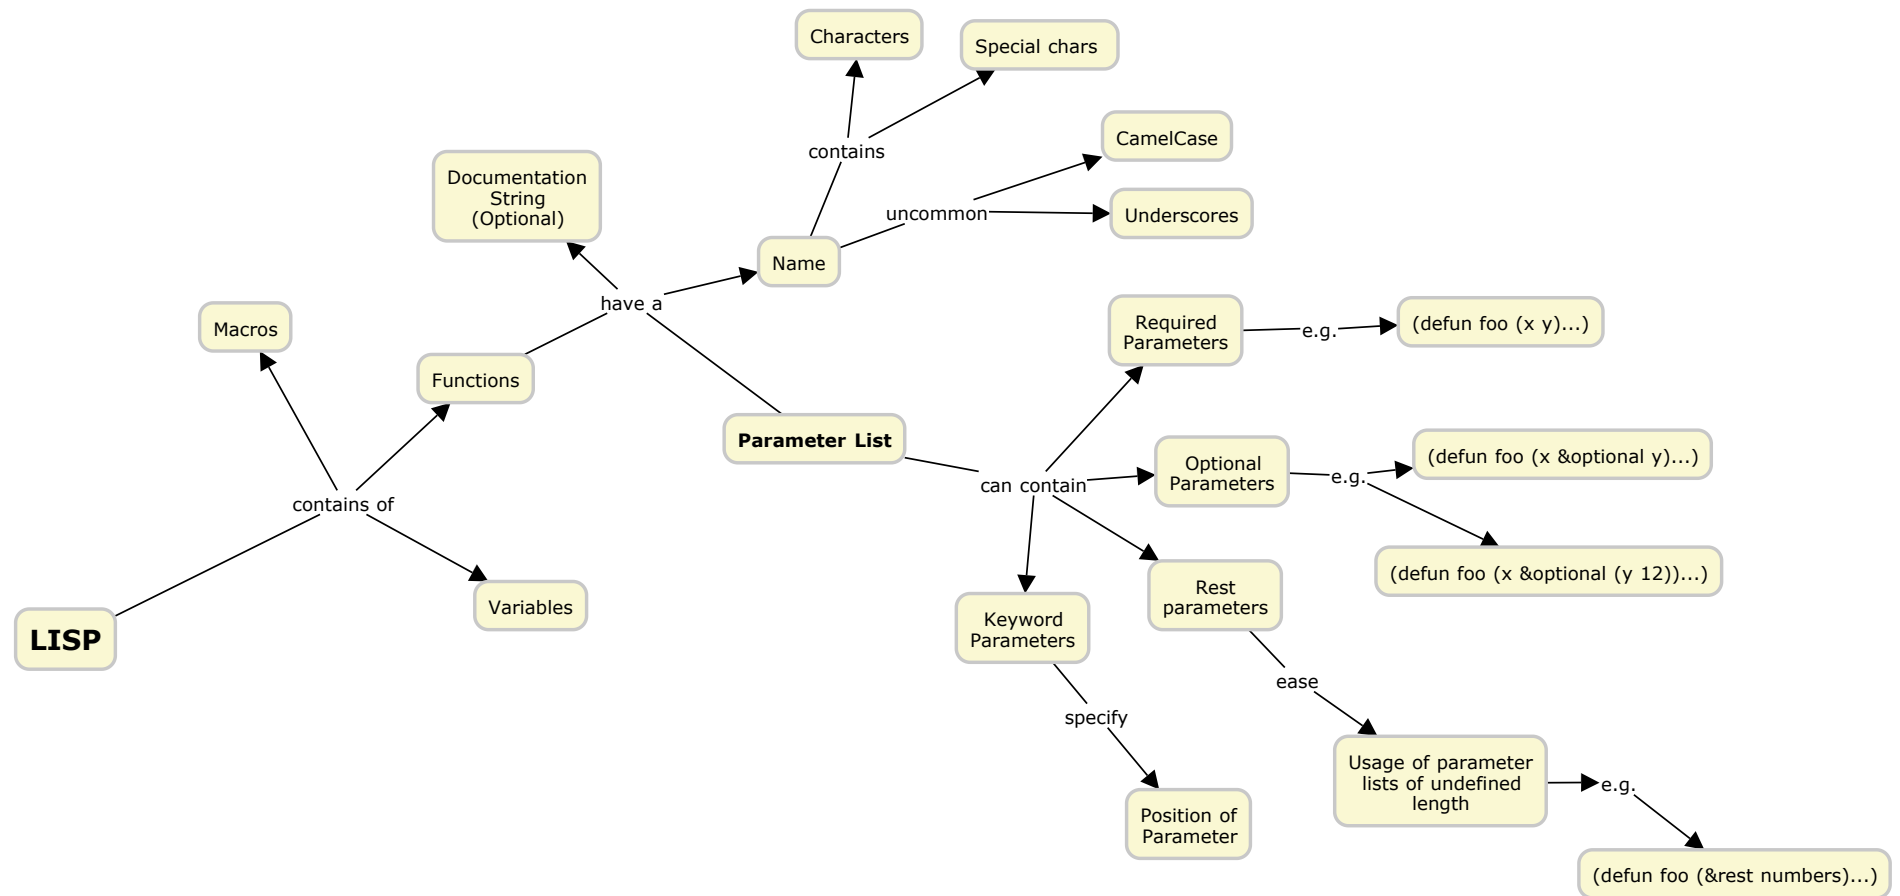 Characters
Special chars
CamelCase
contains
Documentation
String
(Optional)
uncommon
Underscores
Name
have a
Macros
Required
Parameters
e.g.
(defun foo (x y)...)
Functions
Parameter List
Optional
Parameters
e.g.
(defun foo (x &optional y)...)
can contain
contains of
(defun foo (x &optional (y 12))...)
Rest
parameters
Variables
Keyword
Parameters
LISP
ease
specify
Usage of parameter
lists of undefined
length
e.g.
Position of
Parameter
(defun foo (&rest numbers)...)